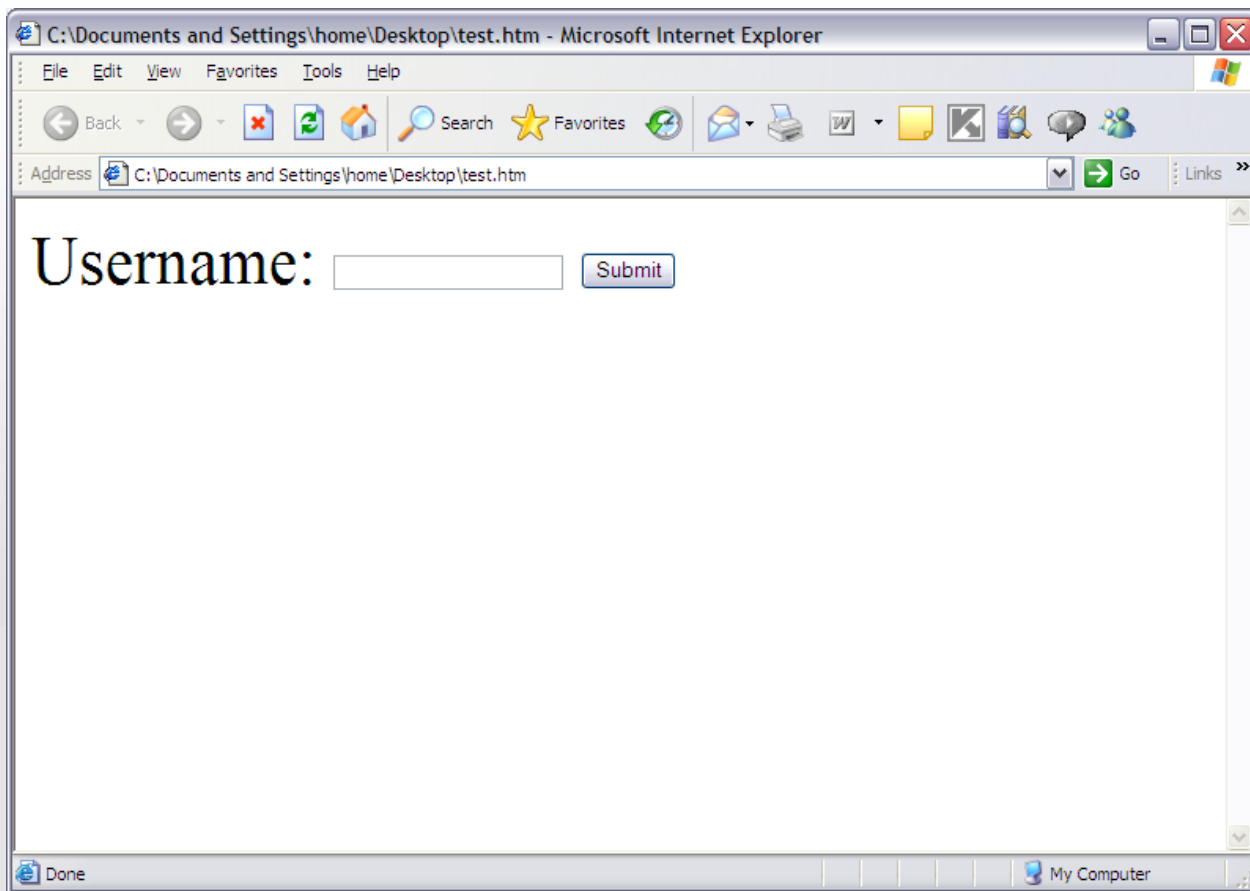 C:\Documents and Settings\home\Desktop\test.htm - Microsoft Internet Explorer
File Edit View Favorites Tools Help
Back Search Favorites W K
Address C:\Documents and Settings\home\Desktop\test.htm Go Links »
Username: Submit
Done My Computer